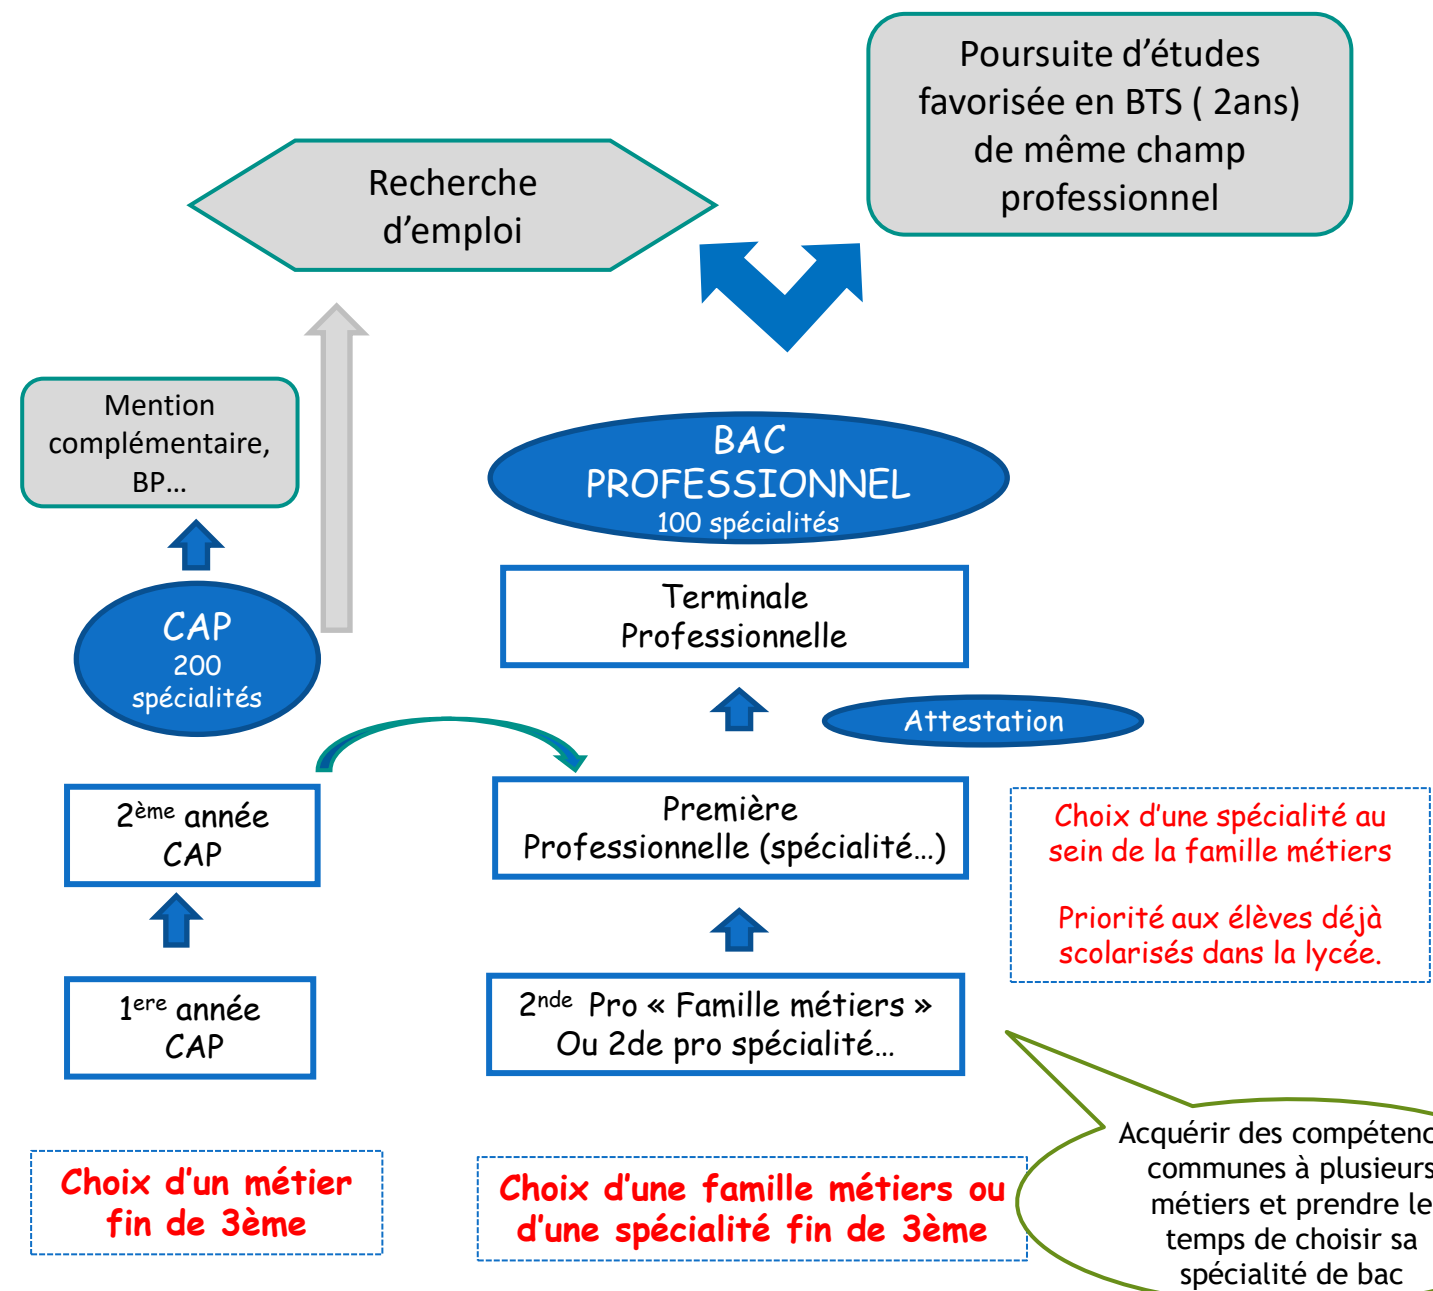 Poursuite d’études
favorisée en BTS ( 2ans)
de même champ
professionnel
Recherche
d’emploi
Mention
complémentaire,
BP…
BAC
PROFESSIONNEL
100 spécialités
Terminale
Professionnelle
CAP
200
spécialités
Attestation
2ème année
CAP
Première
Professionnelle (spécialité…)
Choix d’une spécialité au
sein de la famille métiers
Priorité aux élèves déjà
scolarisés dans la lycée.
1ere année
CAP
2nde Pro « Famille métiers »
Ou 2de pro spécialité…
Choix d’un métier
fin de 3ème
Choix d’une famille métiers ou
d’une spécialité fin de 3ème
Acquérir des
communes à plusieurs
métiers et prendre le
temps de choisir sa
spécialité de bac